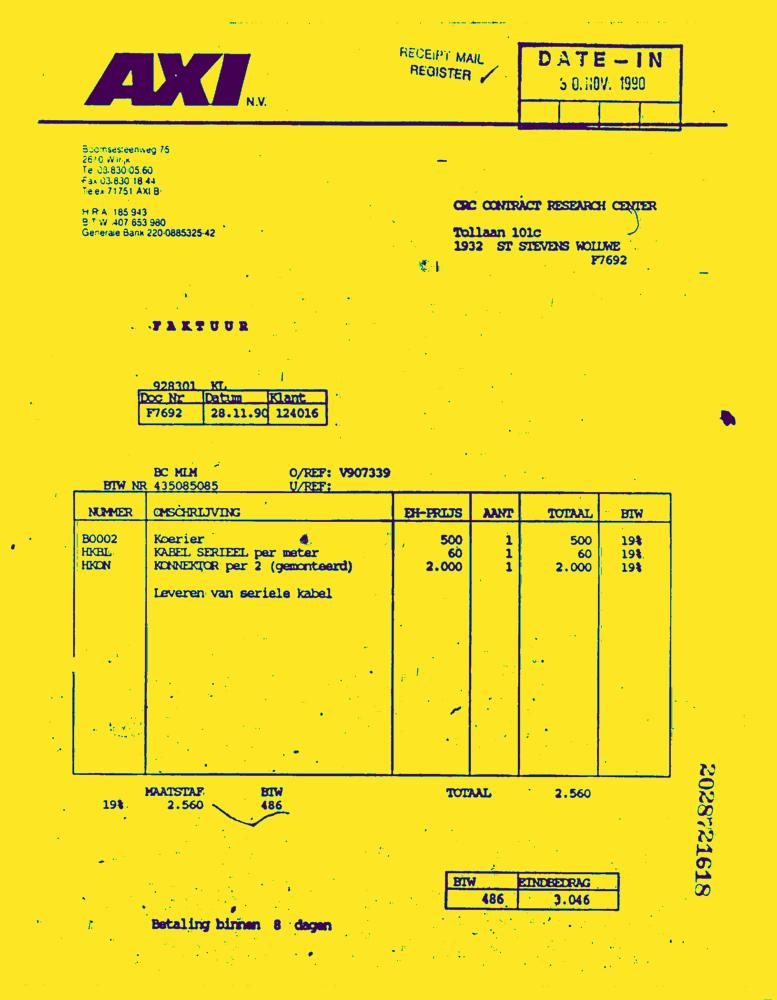 AXI N.V.
RECEIPT MAIL
REGISTER
DATE-IN
30. NOV. 1990
Boomsesteenweg 75
2610 Wilrijk
Tel 03.830.05.60
Fax 03.830 18 44
Telex 71751 AXI B
H R A 185 943
B T W 407 653 980
Generale Bank 220-0885325-42
CRC CONTRACT RESEARCH CENTER
Tollaan 101c
1932 ST STEVENS WOLUWE
F7692
FAKTUUR
928301 KL
Doc Nr Datum Klant
F7692 28.11.90 124016
BC MLM O/REF: V907339
BTW NR 435085085 U/REF:
NUMMER OMSCHRIJVING EH-PRIJS AANT TOTAAL BTW
B0002 Koerier 500 1 500 19%
HKBL KABEL SERIEEL per meter 60 1 60 19%
HKON KONNEKTOR per 2 (gemonteerd) 2.000 1 2.000 19%
Leveren van seriele kabel
MAATSTAF BTW TOTAAL 2.560
19% 2.560 486
2028721618
BTW EINDBEDRAG
486 3.046
Betaling binnen 8 dagen